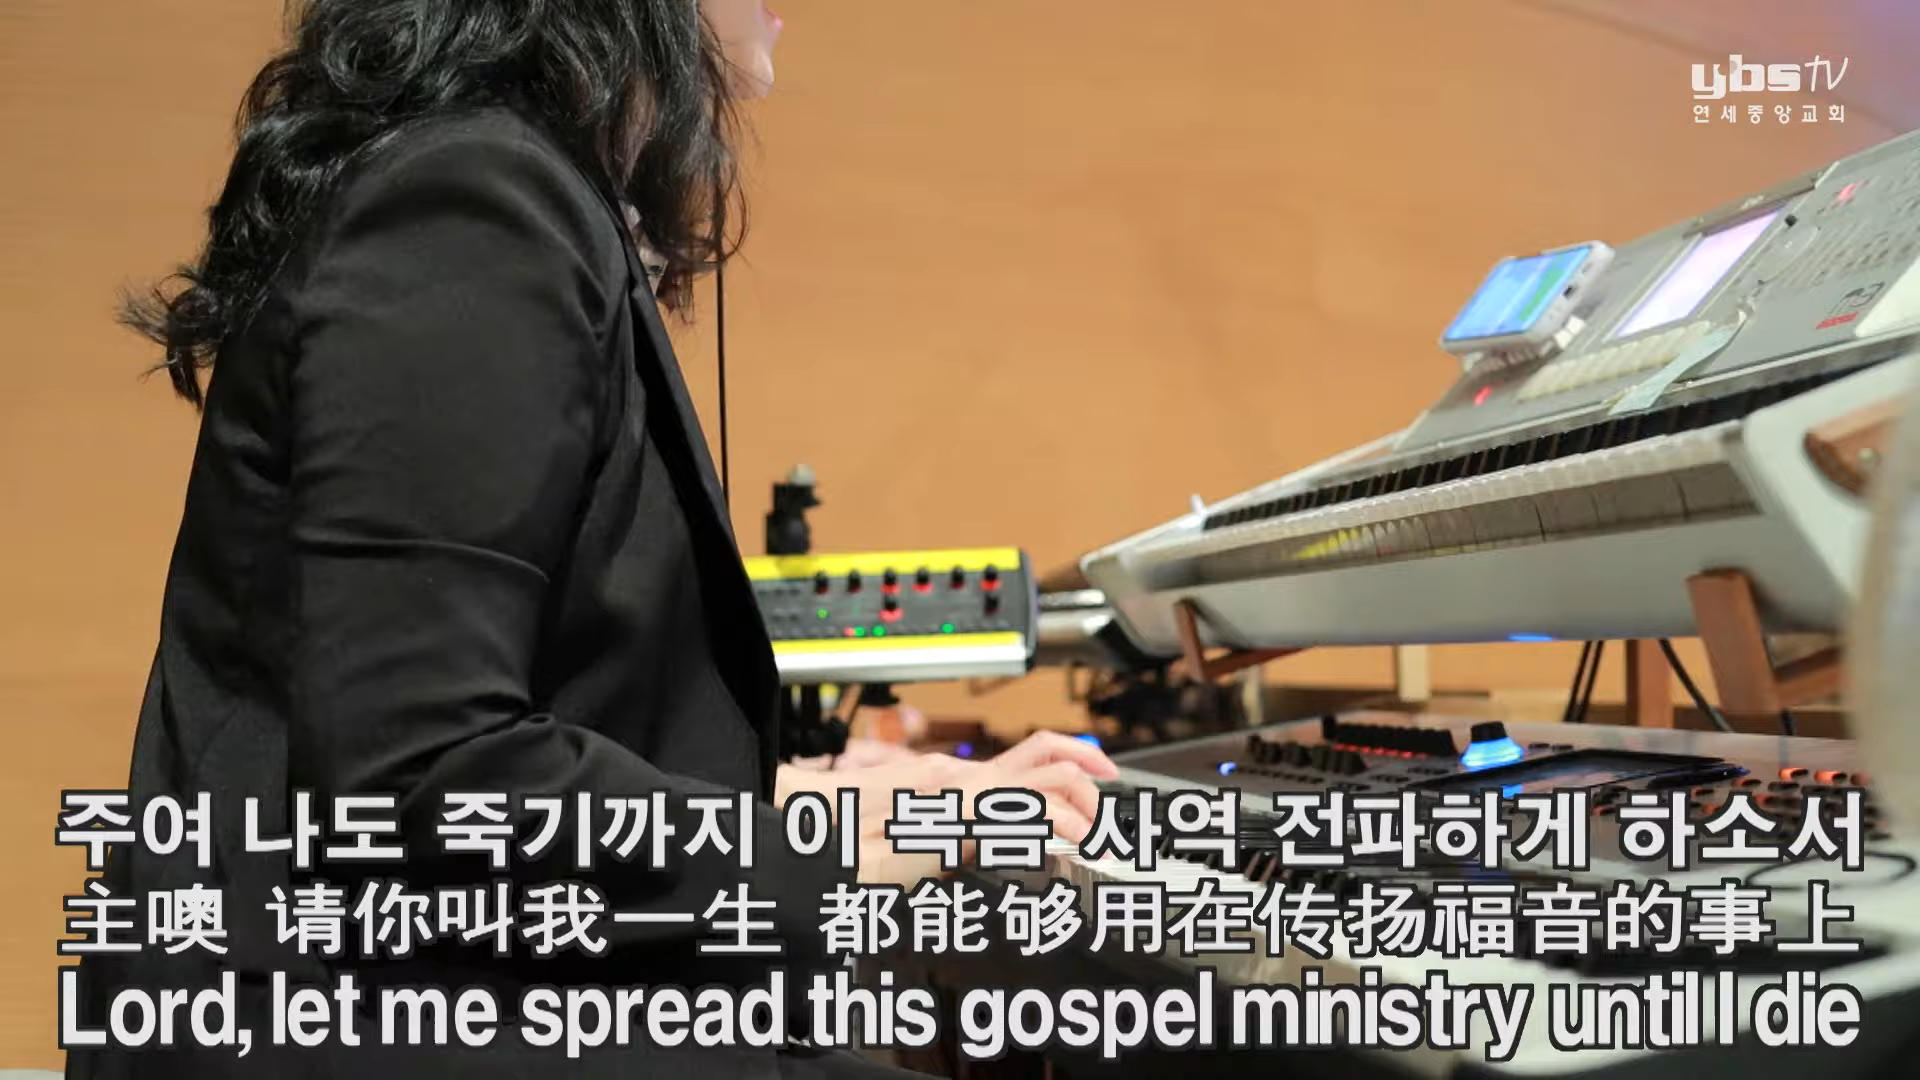 ybstv
연세중앙교회
M3
주여 나도 죽기까지 이 복음 사역 전파하게 하소서
主噢 请你叫我一生 都能够用在传扬福音的事上
Lord, let me spread this gospel ministry until I die